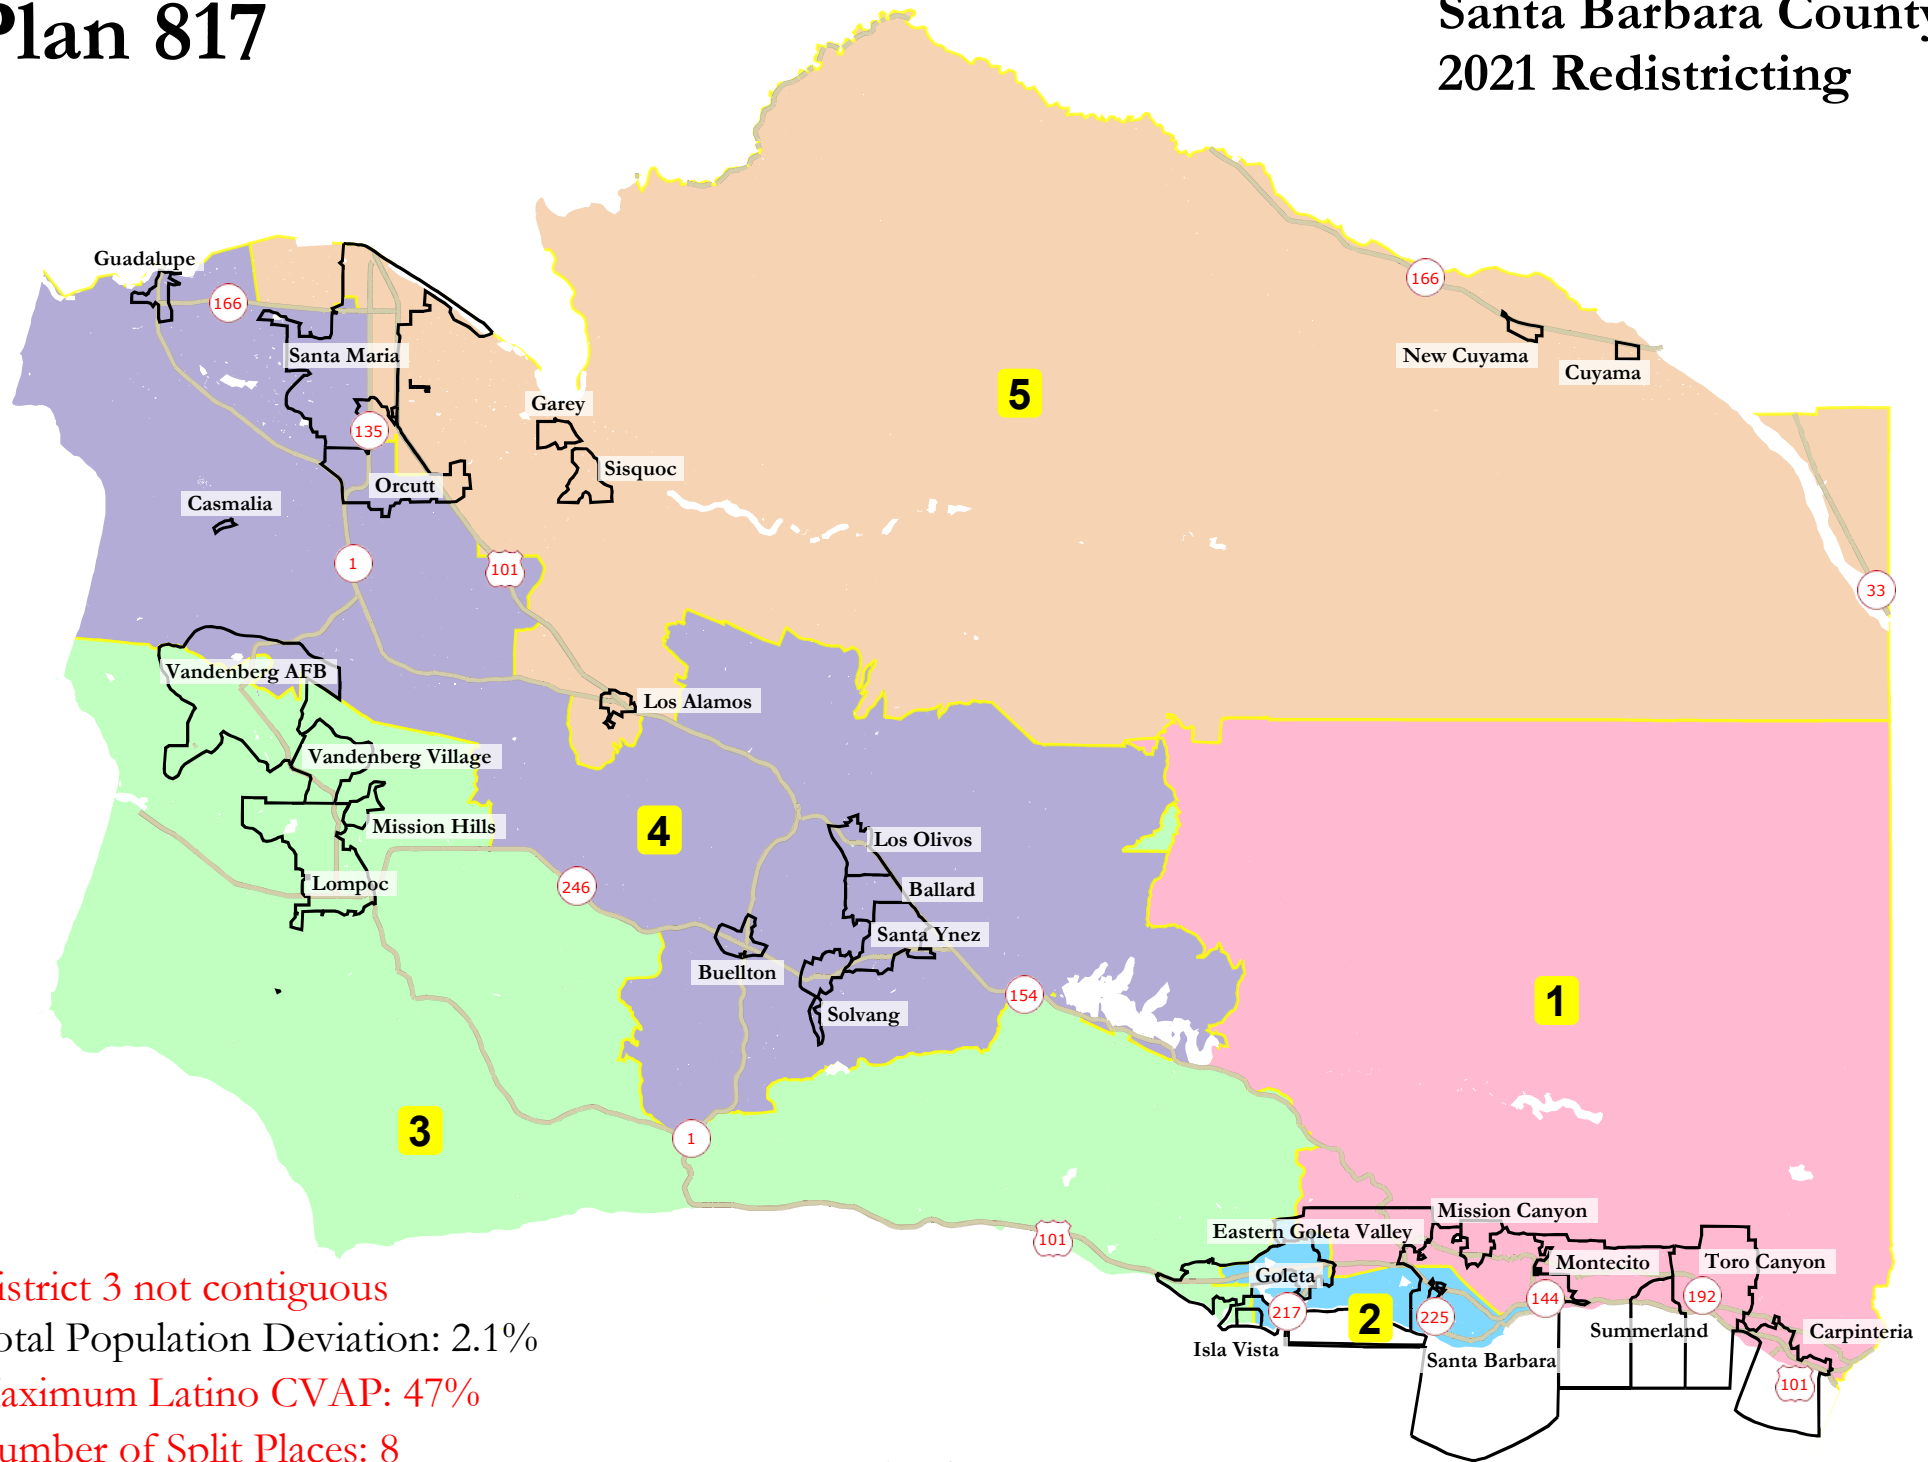 Plan 817
Santa Barbara County
2021 Redistricting
Guadalupe
166
166
Santa Maria
New Cuyama
Cuyama
5
Garey
135
Sisquoc
Orcutt
Casmalia
1
101
33
Vandenberg AFB
Los Alamos
Vandenberg Village
Mission Hills
4
Los Olivos
Lompoc
246
Ballard
Santa Ynez
Buellton
154
1
Solvang
3
1
Mission Canyon
Eastern Goleta Valley
101
Montecito
Toro Canyon
Goleta
217
2
225
144
192
Isla Vista
Summerland
Carpinteria
Santa Barbara
101
istrict 3 not contiguous
otal Population Deviation: 2.1%
aximum Latino CVAP: 47%
umber of Split Places: 8